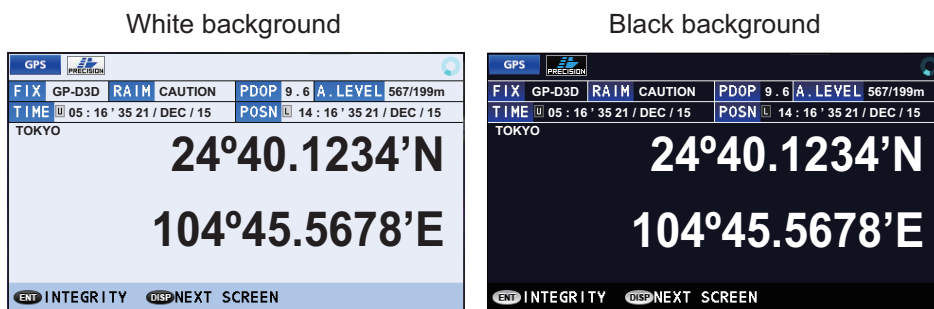 White background
Black background
GPS PRECISION
FIX GP-D3D RAIM CAUTION PDOP 9.6 A.LEVEL 567/199m
TIME U 05:16'35 21/DEC/15 POSN L 14:16'35 21/DEC/15
TOKYO
24º40.1234’N
104º45.5678’E
ENT INTEGRITY DISP NEXT SCREEN
GPS PRECISION
FIX GP-D3D RAIM CAUTION PDOP 9.6 A.LEVEL 567/199m
TIME U 05:16'35 21/DEC/15 POSN L 14:16'35 21/DEC/15
TOKYO
24º40.1234’N
104º45.5678’E
ENT INTEGRITY DISP NEXT SCREEN